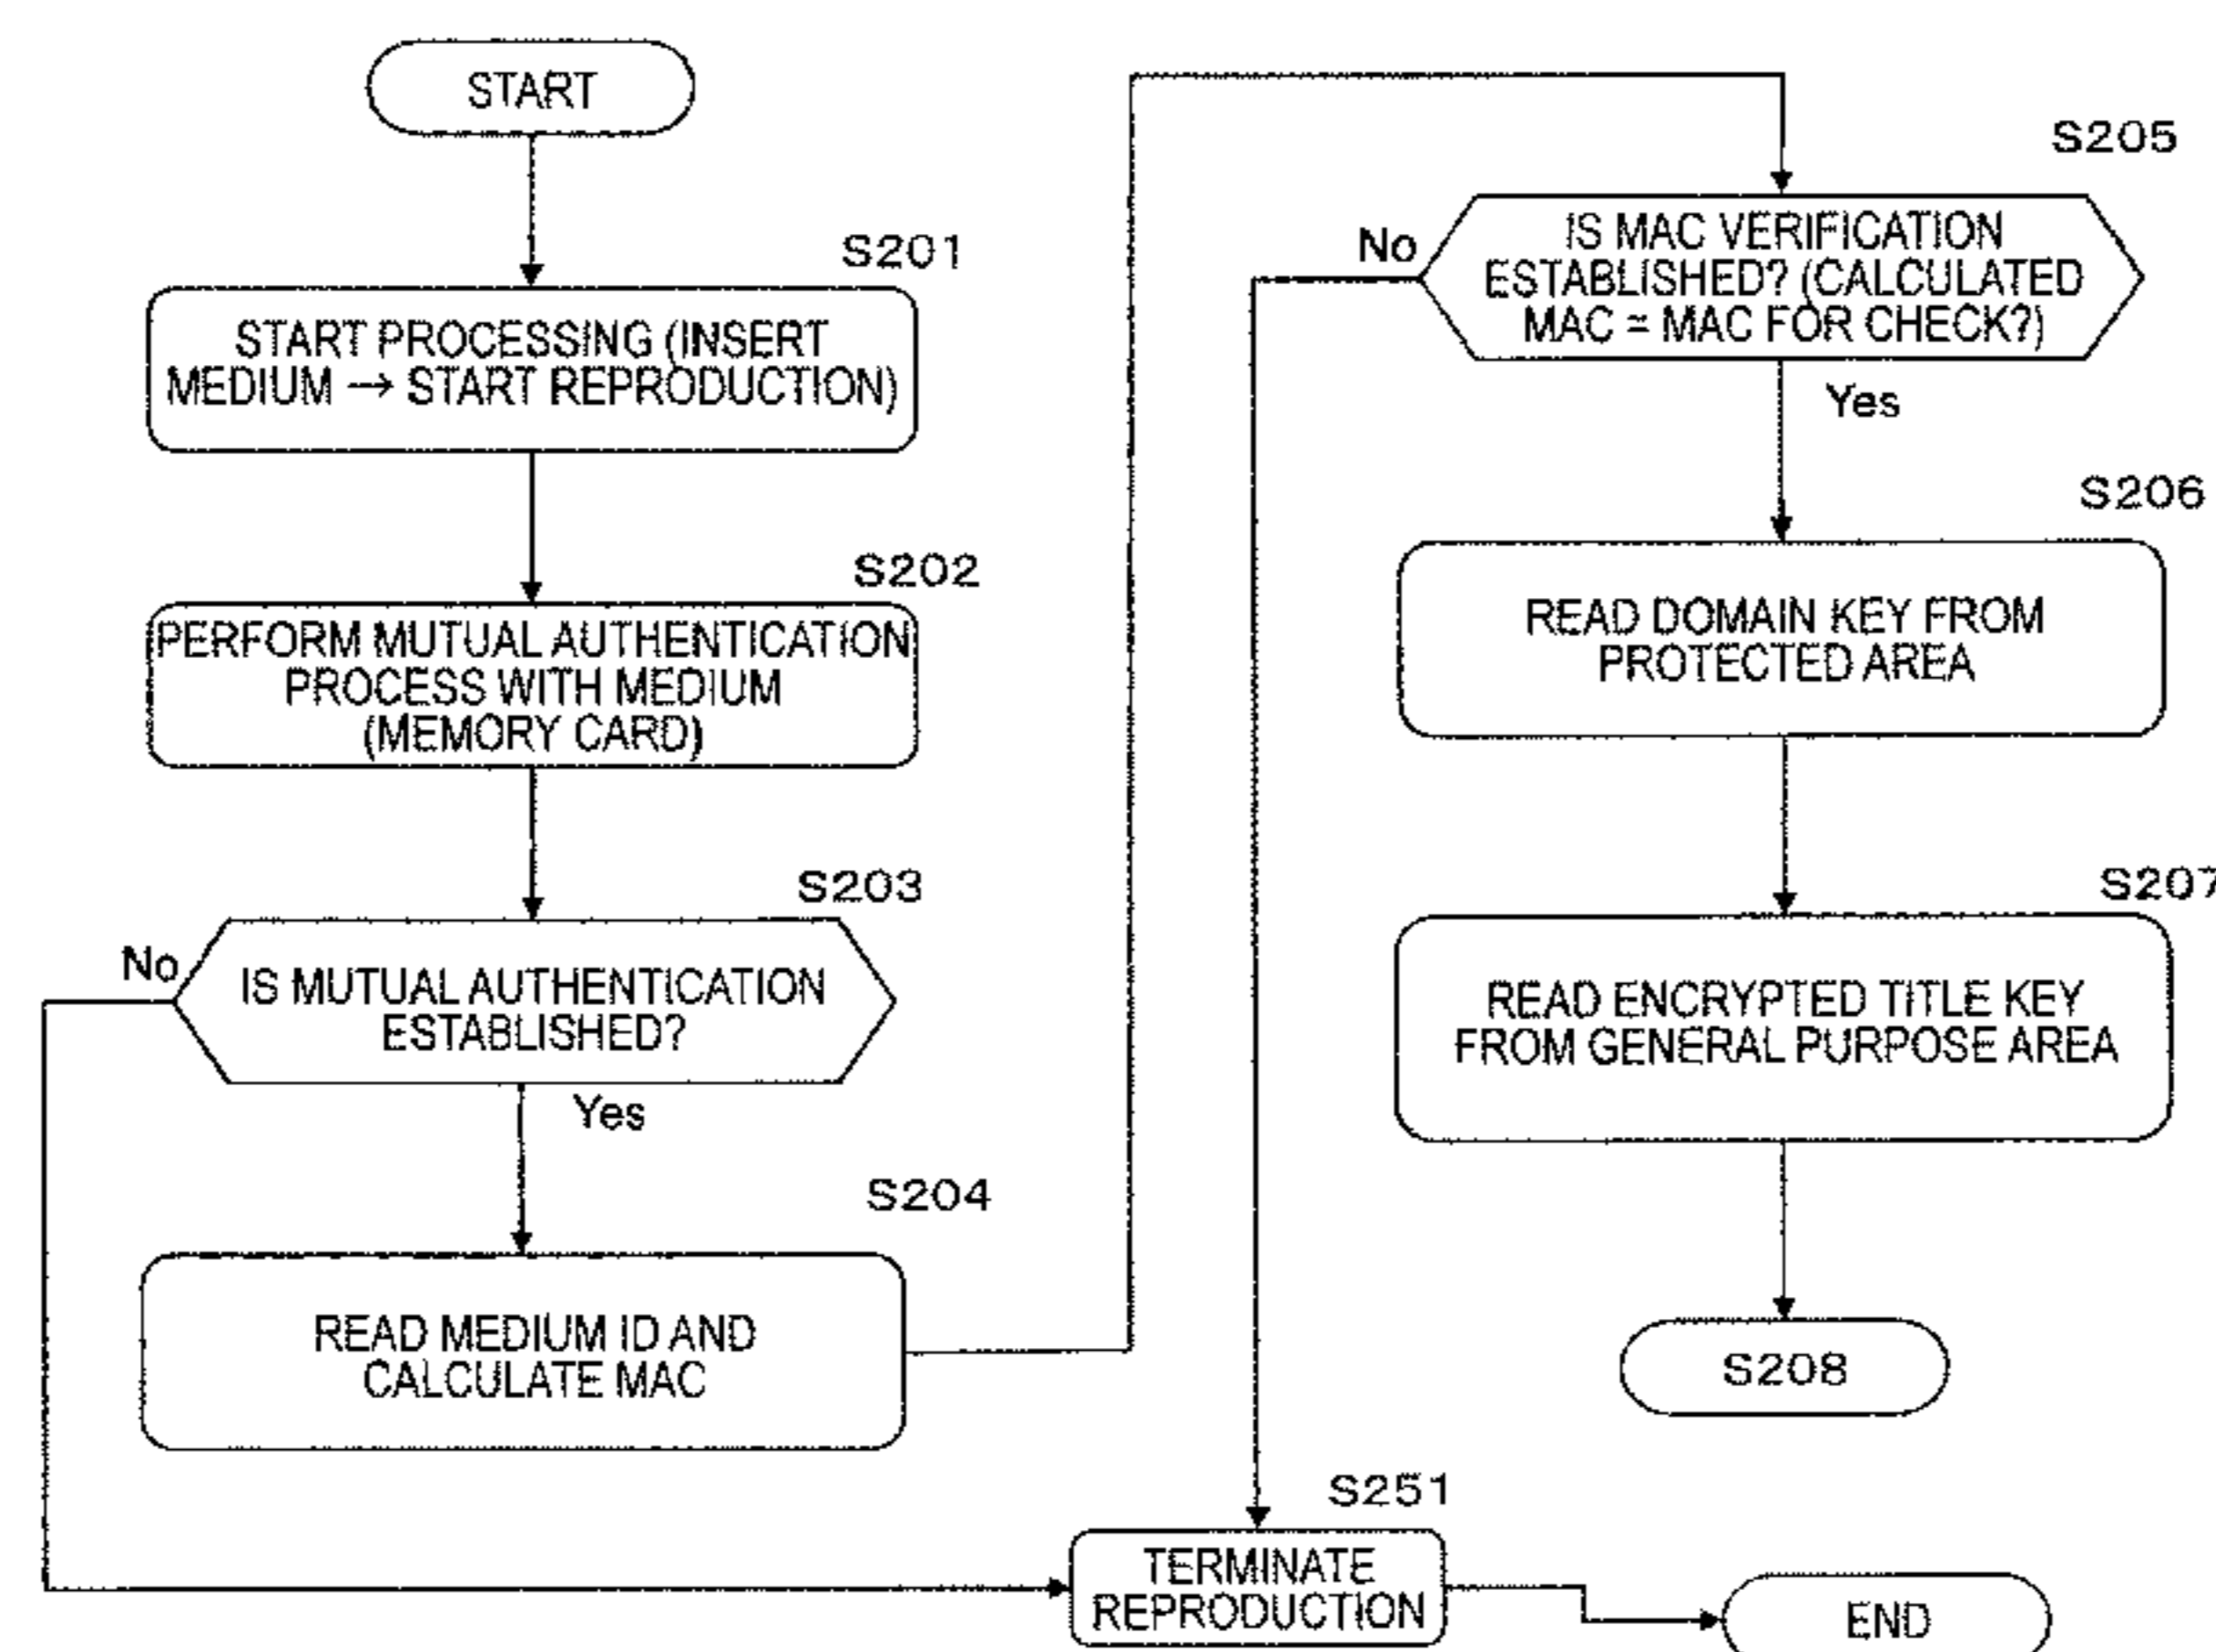 START
S201
START PROCESSING (INSERT
MEDIUM → START REPRODUCTION)
S202
PERFORM MUTUAL AUTHENTICATION
PROCESS WITH MEDIUM
(MEMORY CARD)
S203
No
IS MUTUAL AUTHENTICATION
ESTABLISHED?
Yes
S204
READ MEDIUM ID AND
CALCULATE MAC
S205
No
IS MAC VERIFICATION
ESTABLISHED? (CALCULATED
MAC = MAC FOR CHECK?)
Yes
S206
READ DOMAIN KEY FROM
PROTECTED AREA
S207
READ ENCRYPTED TITLE KEY
FROM GENERAL PURPOSE AREA
S208
S251
TERMINATE
REPRODUCTION
END